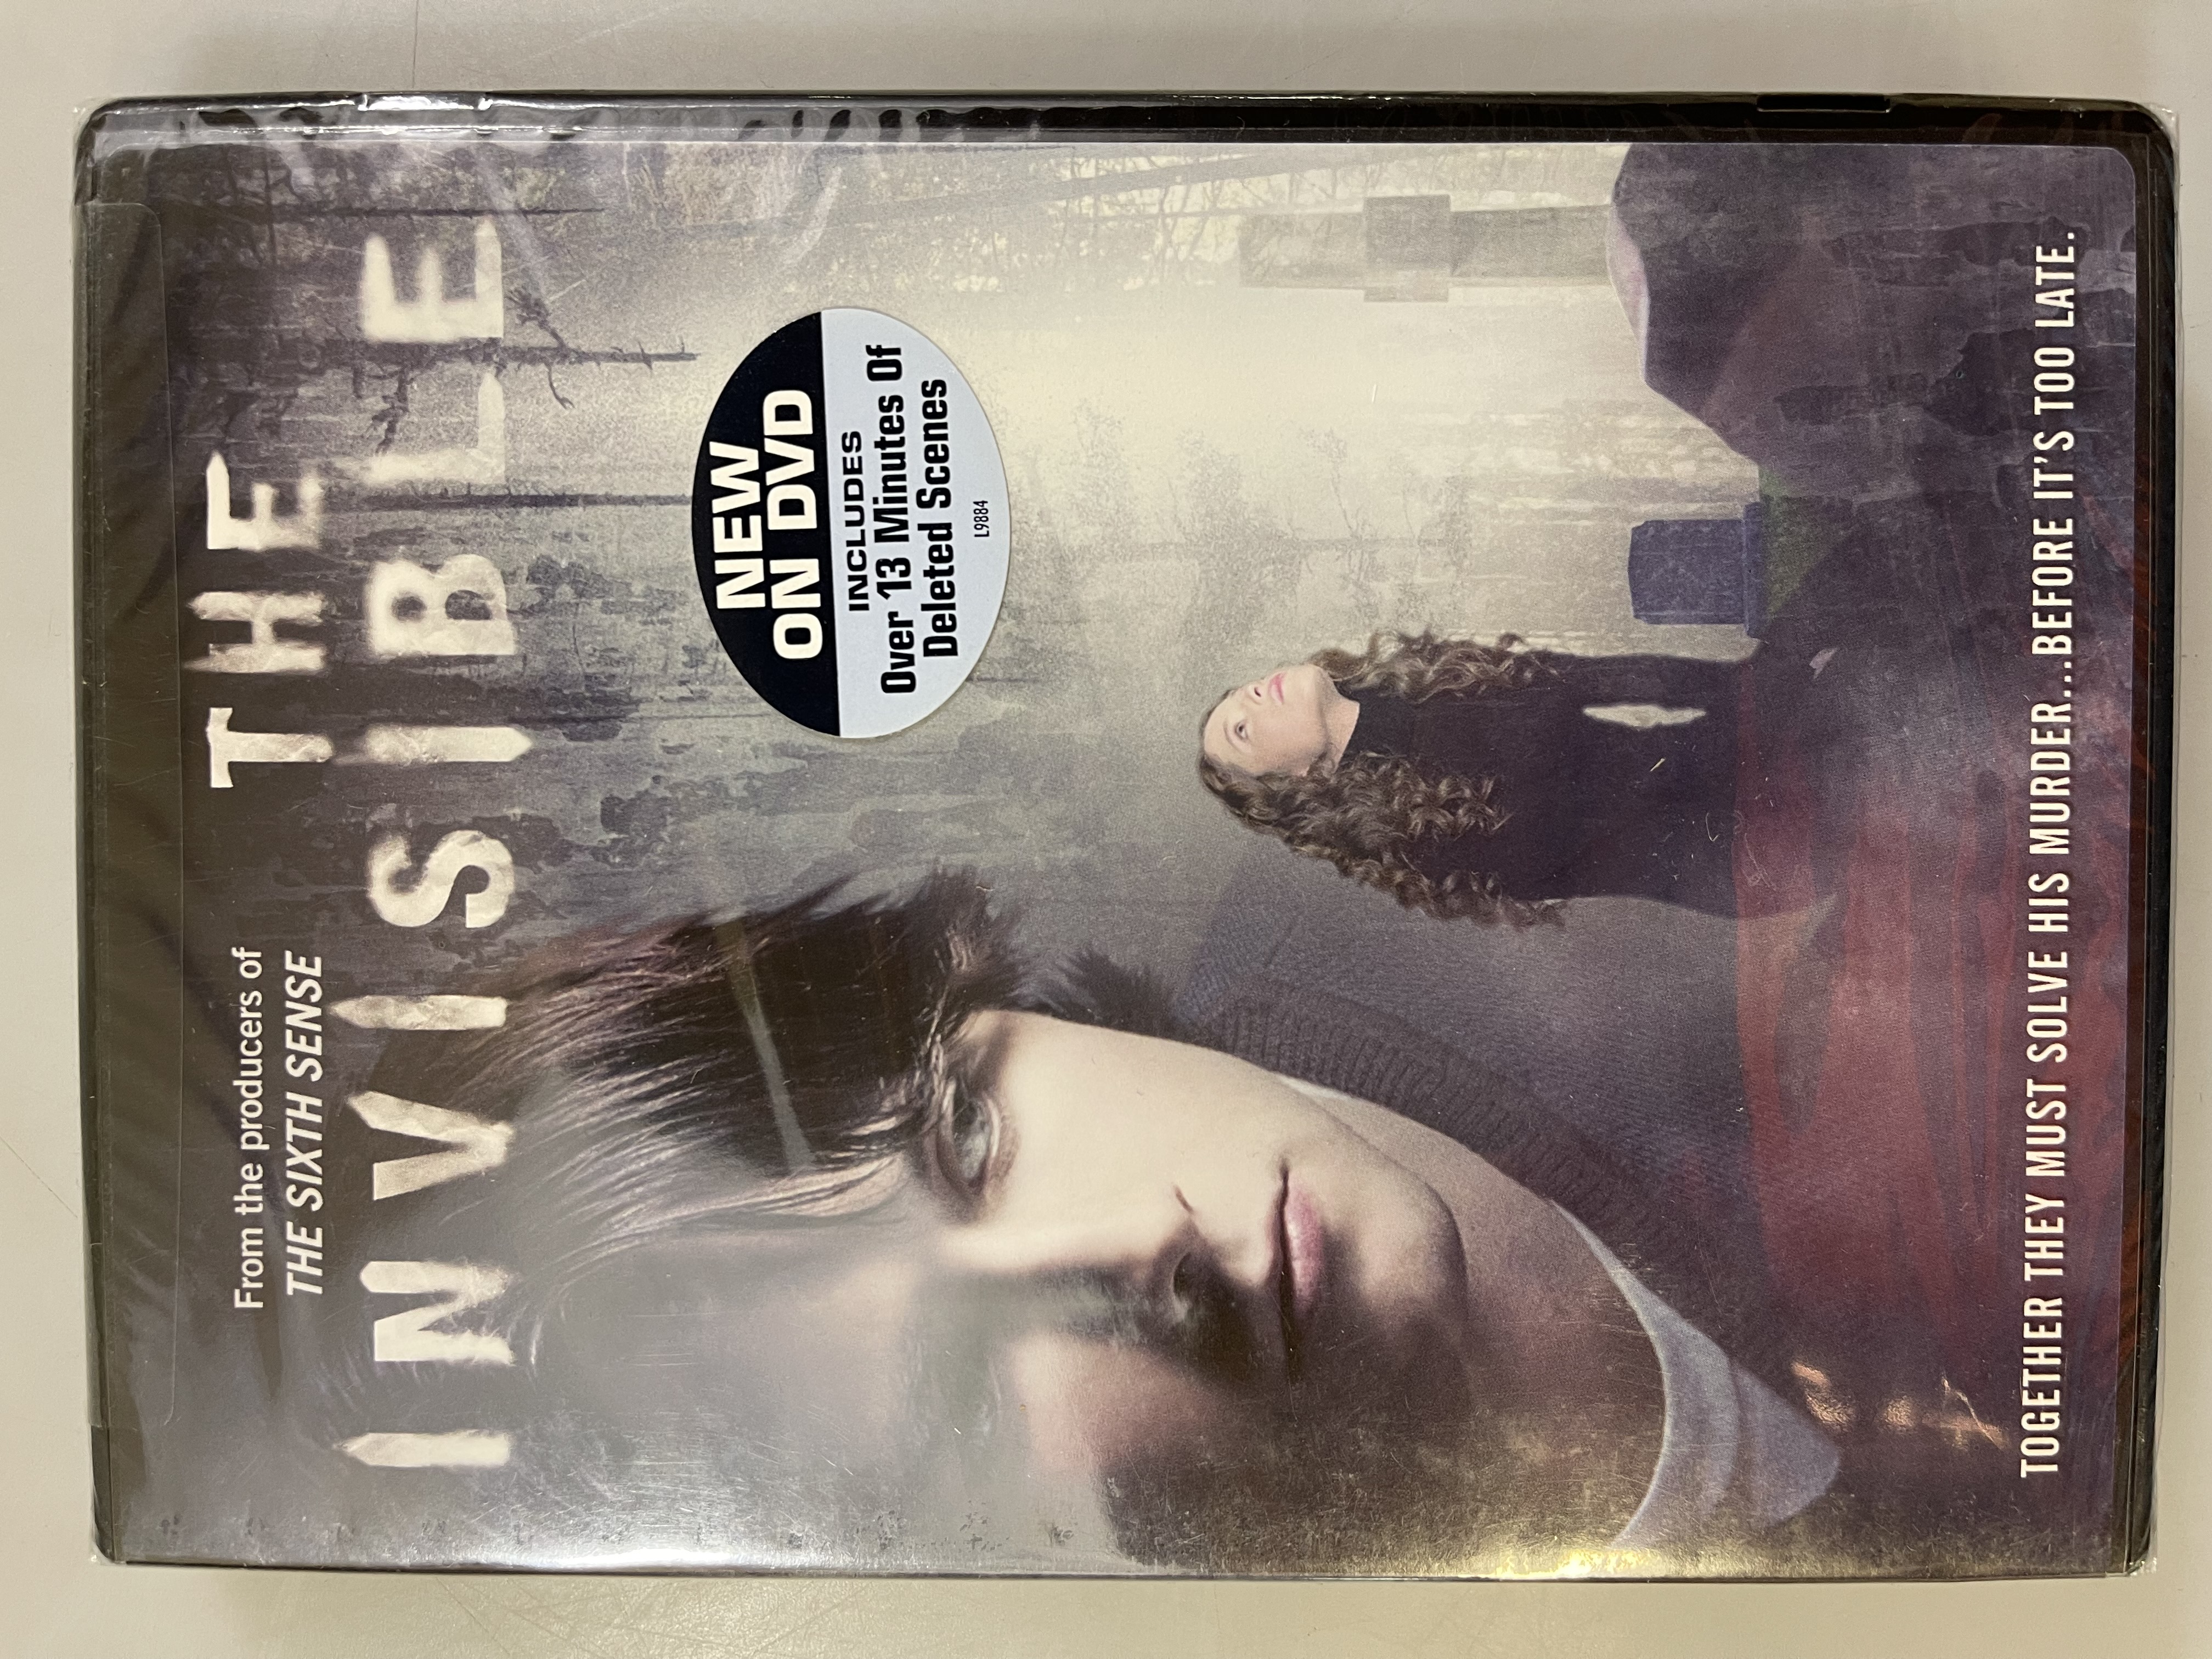 From the producers of
THE SIXTH SENSE
THE
INVISIBLE
NEW
ON DVD
INCLUDES
Over 13 Minutes Of
Deleted Scenes
L9884
TOGETHER THEY MUST SOLVE HIS MURDER...BEFORE IT'S TOO LATE.